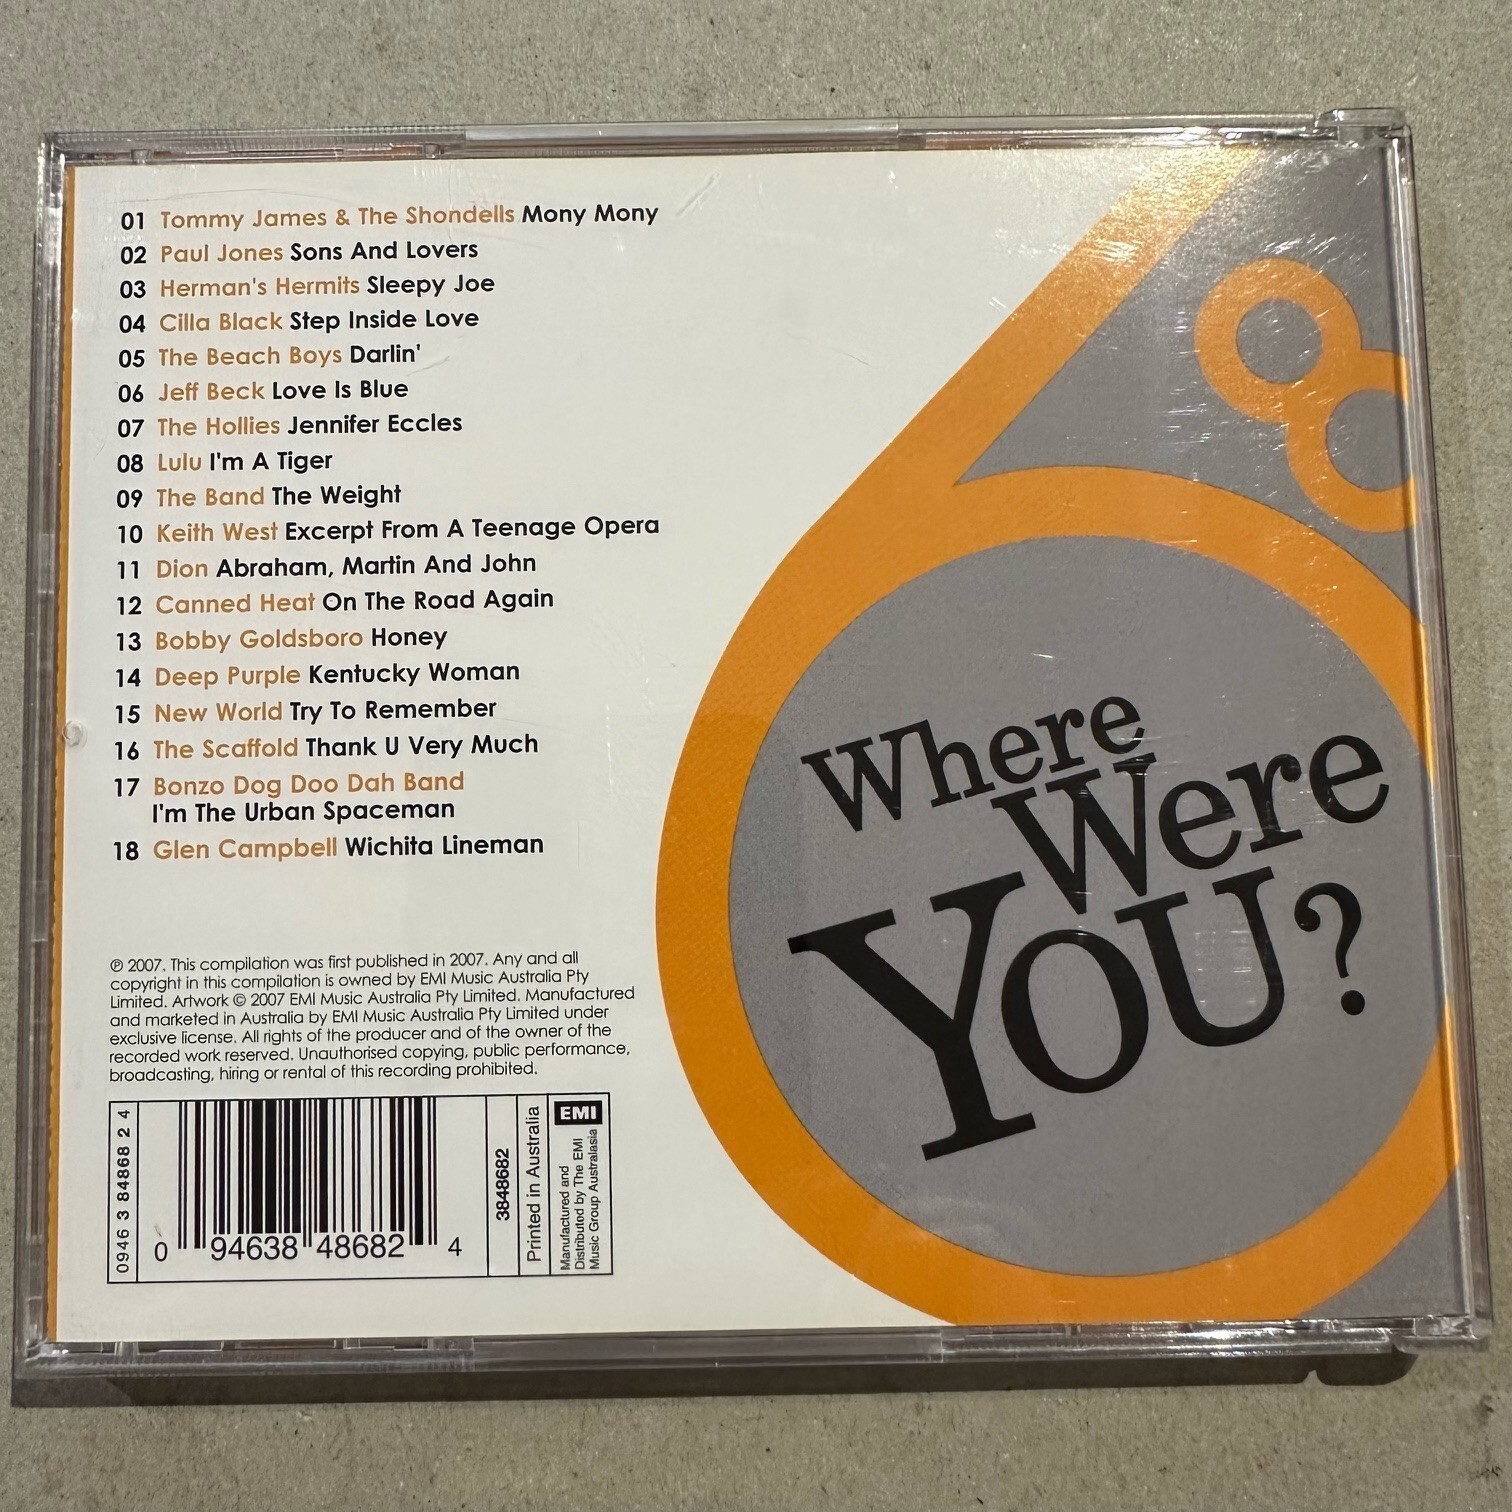 01 Tommy James & The Shondells Mony Mony
02 Paul Jones Sons And Lovers
03 Herman's Hermits Sleepy Joe
04 Cilla Black Step Inside Love
05 The Beach Boys Darlin'
06 Jeff Beck Love Is Blue
07 The Hollies Jennifer Eccles
08 Lulu I'm A Tiger
09 The Band The Weight
10 Keith West Excerpt From A Teenage Opera
11 Dion Abraham, Martin And John
12 Canned Heat On The Road Again
13 Bobby Goldsboro Honey
14 Deep Purple Kentucky Woman
15 New World Try To Remember
16 The Scaffold Thank U Very Much
17 Bonzo Dog Doo Dah Band
I'm The Urban Spaceman
18 Glen Campbell Wichita Lineman
℗ 2007. This compilation was first published in 2007. Any and all
copyright in this compilation is owned by EMI Music Australia Pty
Limited. Artwork © 2007 EMI Music Australia Pty Limited. Manufactured
and marketed in Australia by EMI Music Australia Pty Limited under
exclusive license. All rights of the producer and of the owner of the
recorded work reserved. Unauthorised copying, public performance,
broadcasting, hiring or rental of this recording prohibited.
0946 3 84868 2 4
0 94638 48682 4
3848682
Printed in Australia
EMI
Manufactured and
Distributed by The EMI
Music Group Australasia
68
Where
Were
YOU?